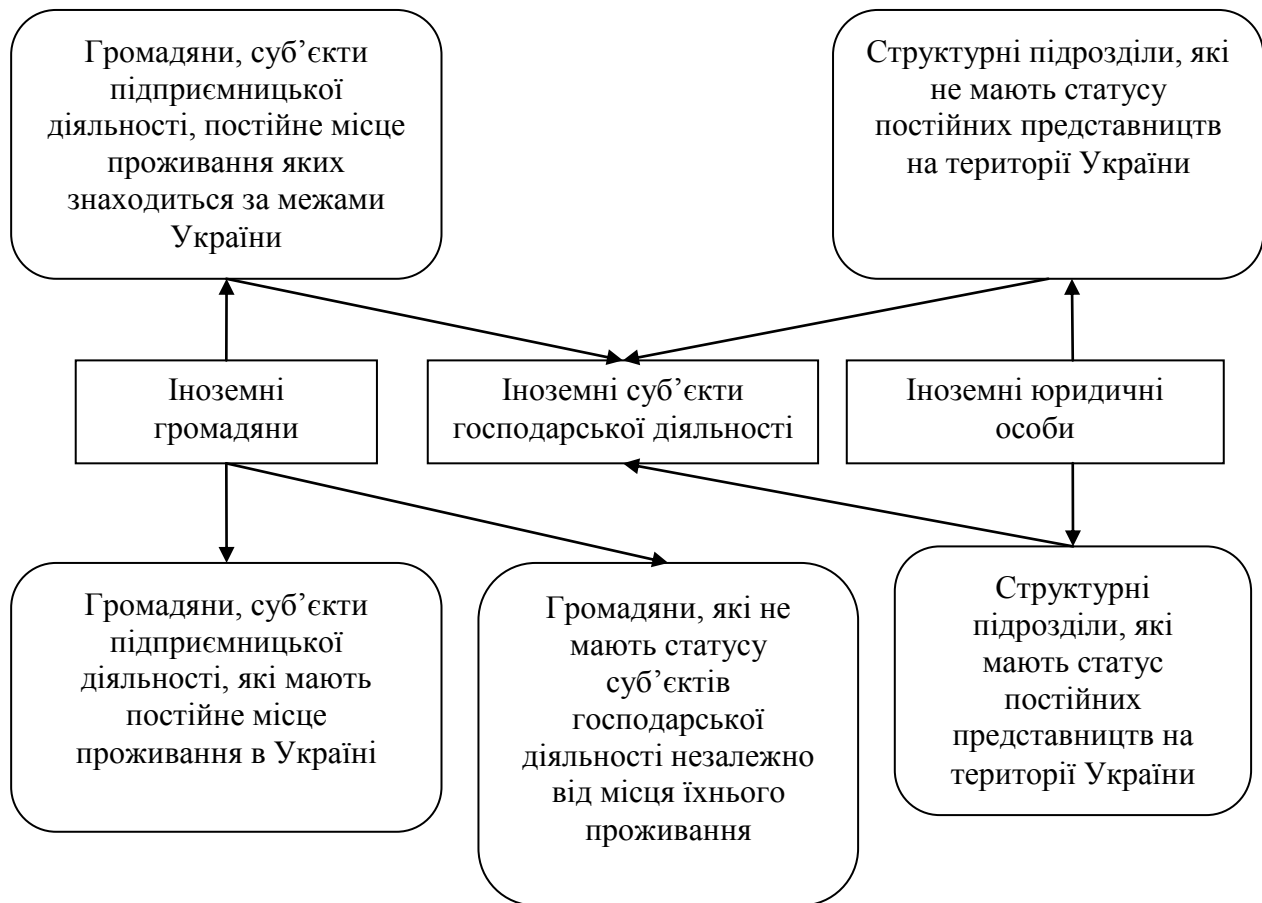 Громадяни, суб’єкти
підприємницької
діяльності, постійне місце
проживання яких
знаходиться за межами
України
Структурні підрозділи, які
не мають статусу
постійних представництв
на території України
Іноземні
громадяни
Іноземні суб’єкти
господарської діяльності
Іноземні юридичні
особи
Громадяни, суб’єкти
підприємницької
діяльності, які мають
постійне місце
проживання в Україні
Громадяни, які не
мають статусу
суб’єктів
господарської
діяльності незалежно
від місця їхнього
проживання
Структурні
підрозділи, які
мають статус
постійних
представництв на
території України